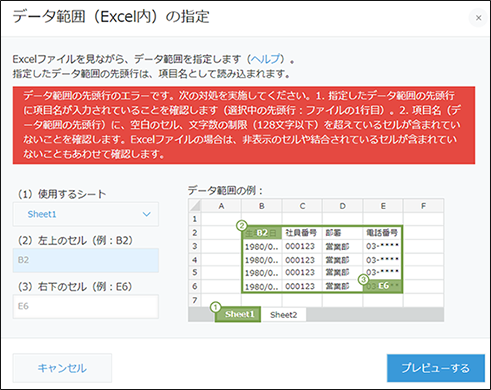 データ範囲（Excel内）の指定
×
Excelファイルを見ながら、データ範囲を指定します（ヘルプ）。
指定したデータ範囲の先頭行は、項目名として読み込まれます。
データ範囲の先頭行のエラーです。次の対処を実施してください。1. 指定したデータ範囲の先頭行
に項目名が入力されていることを確認します（選択中の先頭行：ファイルの1行目）。2. 項目名（デ
ータ範囲の先頭行）に、空白のセル、文字数の制限（128文字以下）を超えているセルが含まれてい
ないことを確認します。Excelファイルの場合は、非表示のセルや結合されているセルが含まれて
いないこともあわせて確認します。
（1）使用するシート
Sheet1
（2）左上のセル（例：B2）
B2
（3）右下のセル（例：E6）
E6
データ範囲の例：
A B C D E F
1
2 ② B2 日 社員番号 部署 電話番号
3 1980/0.. 000123 営業部 03-****
4 1980/0.. 000123 営業部 03-****
5 1980/0.. 000123 営業部 03-****
6 1980/0.. 000123 営業部 ③ E6
7
① Sheet1 Sheet2
キャンセル
プレビューする